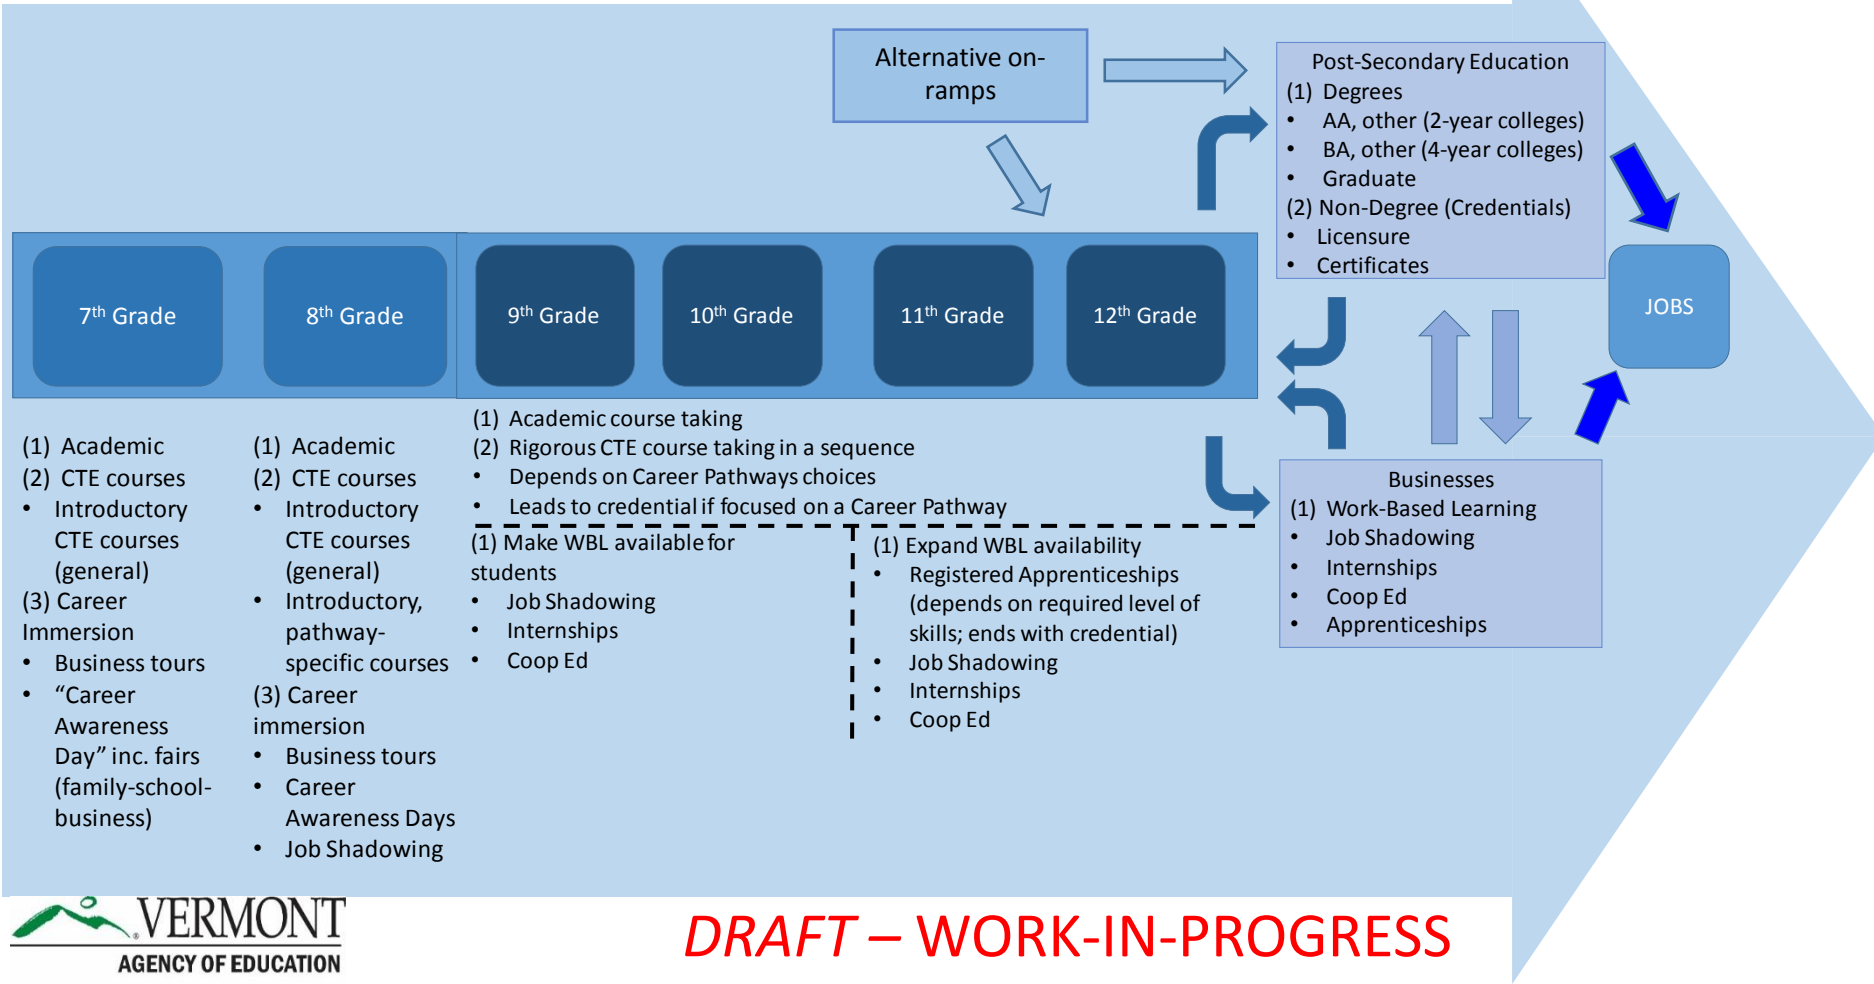 Alternative on-
ramps
Post-Secondary Education
(1) Degrees
• AA, other (2-year colleges)
• BA, other (4-year colleges)
• Graduate
(2) Non-Degree (Credentials)
• Licensure
• Certificates
7th Grade
8th Grade
9th Grade
10th Grade
11th Grade
12th Grade
JOBS
(1) Academic
(2) CTE courses
• Introductory
CTE courses
(general)
(3) Career
Immersion
• Business tours
• “Career
Awareness
Day” inc. fairs
(family-school-
business)
(1) Academic
(2) CTE courses
• Introductory
CTE courses
(general)
• Introductory,
pathway-
specific courses
(3) Career
immersion
• Business tours
• Career
Awareness Days
• Job Shadowing
(1) Academic course taking
(2) Rigorous CTE course taking in a sequence
• Depends on Career Pathways choices
• Leads to credential if focused on a Career Pathway
(1) Make WBL available for
students
• Job Shadowing
• Internships
• Coop Ed
(1) Expand WBL availability
• Registered Apprenticeships
(depends on required level of
skills; ends with credential)
• Job Shadowing
• Internships
• Coop Ed
Businesses
(1) Work-Based Learning
• Job Shadowing
• Internships
• Coop Ed
• Apprenticeships
VERMONT
AGENCY OF EDUCATION
DRAFT – WORK-IN-PROGRESS